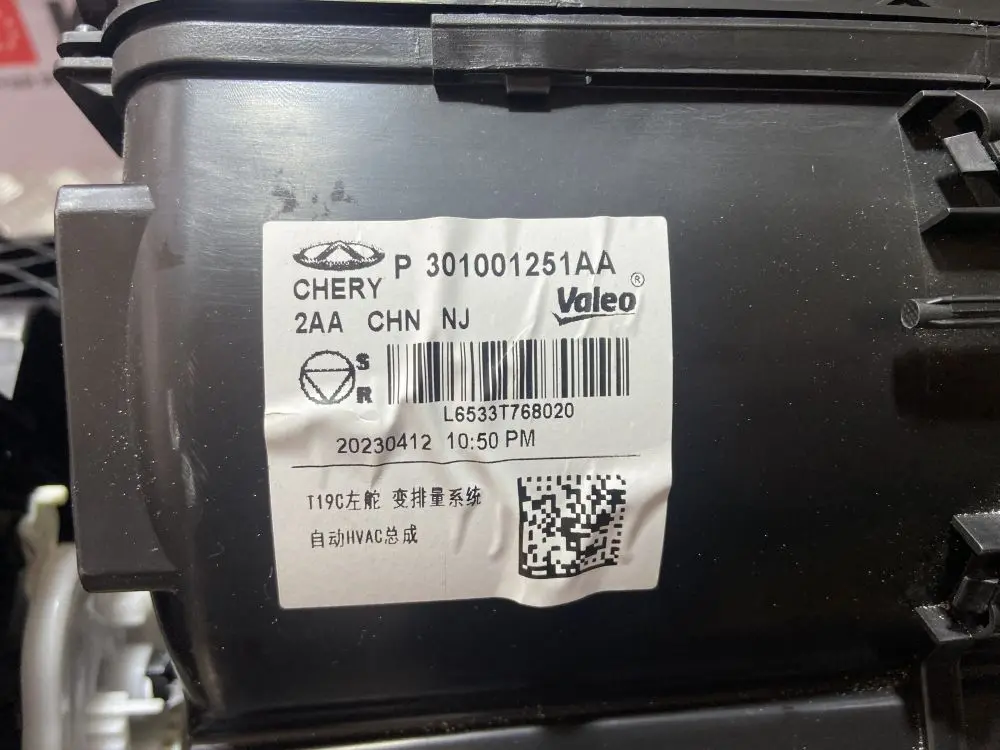 P 301001251AA
CHERY
Valeo®
2AA CHN NJ
S
R
L6533T768020
20230412 10:50 PM
T19C左舵 变排量系统
自动HVAC总成